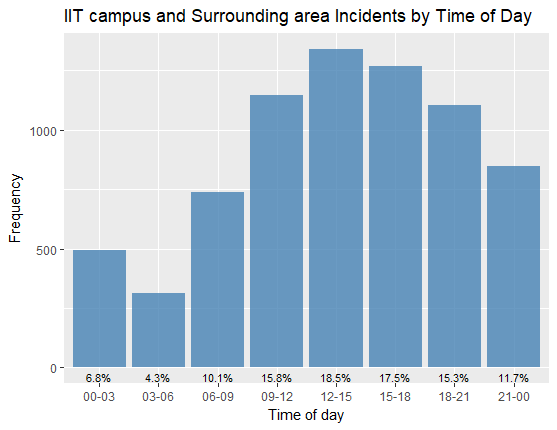 IIT campus and Surrounding area Incidents by Time of Day
Frequency
1000
500
0
6.8% 4.3% 10.1% 15.8% 18.5% 17.5% 15.3% 11.7%
00-03 03-06 06-09 09-12 12-15 15-18 18-21 21-00
Time of day